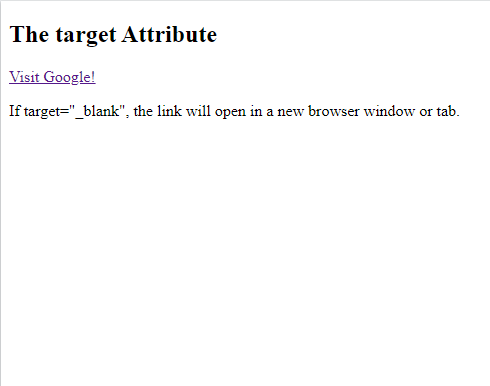 The target Attribute
Visit Google!
If target="_blank", the link will open in a new browser window or tab.